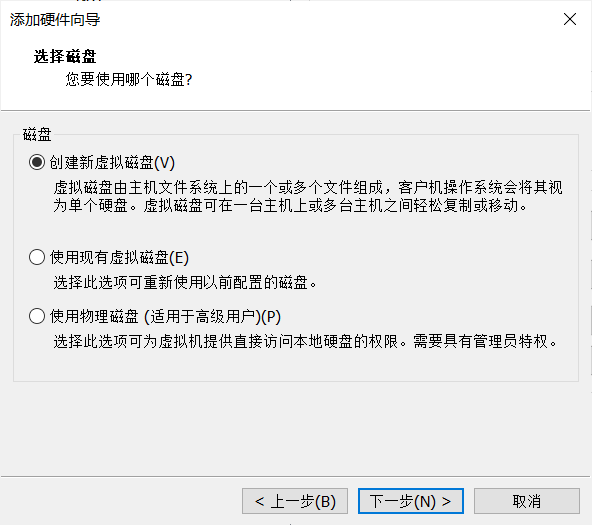 添加硬件向导
选择磁盘
您要使用哪个磁盘?
磁盘
创建新虚拟磁盘(V)
虚拟磁盘由主机文件系统上的一个或多个文件组成，客户机操作系统会将其视
为单个硬盘。虚拟磁盘可在一台主机上或多台主机之间轻松复制或移动。
使用现有虚拟磁盘(E)
选择此选项可重新使用以前配置的磁盘。
使用物理磁盘 (适用于高级用户)(P)
选择此选项可为虚拟机提供直接访问本地硬盘的权限。需要具有管理员特权。
< 上一步(B) 下一步(N) > 取消